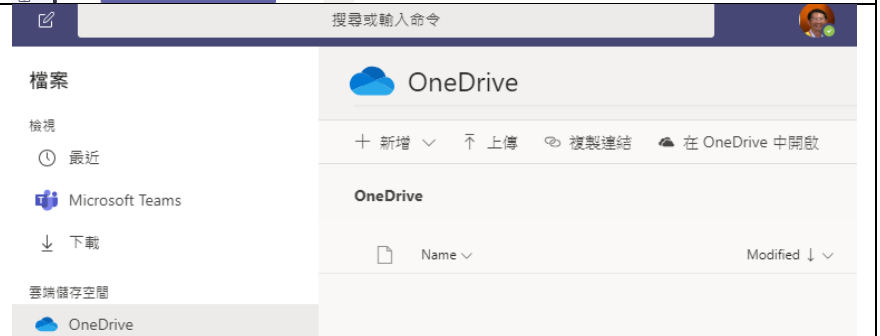 搜尋或輸入命令
檔案
檢視
最近
Microsoft Teams
下載
雲端儲存空間
OneDrive
OneDrive
新增
上傳
複製連結
在 OneDrive 中開啟
OneDrive
Name
Modified